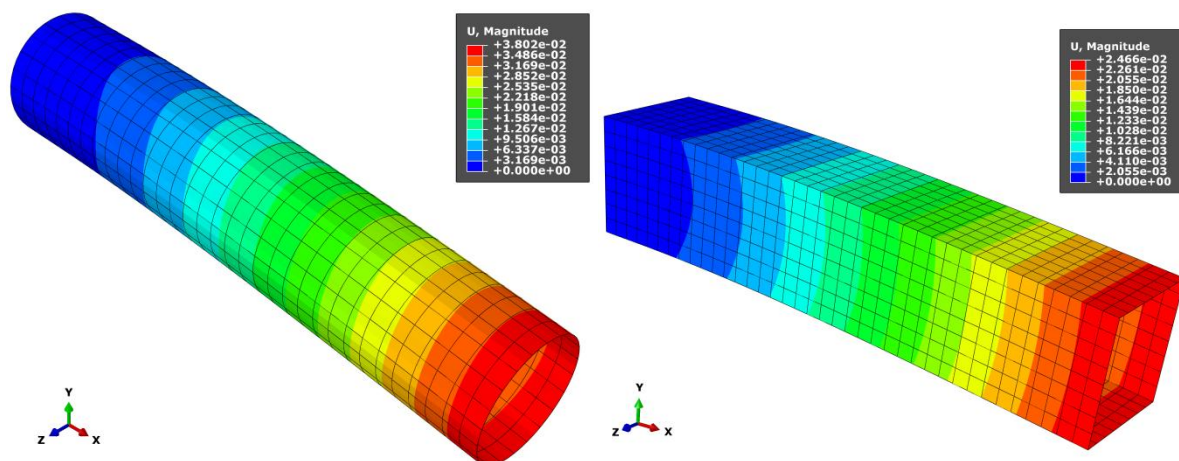 U, Magnitude
+3.802e-02
+3.486e-02
+3.169e-02
+2.852e-02
+2.535e-02
+2.218e-02
+1.901e-02
+1.584e-02
+1.267e-02
+9.506e-03
+6.337e-03
+3.169e-03
+0.000e+00
Y
Z
X
U, Magnitude
+2.466e-02
+2.261e-02
+2.055e-02
+1.850e-02
+1.644e-02
+1.439e-02
+1.233e-02
+1.028e-02
+8.221e-03
+6.166e-03
+4.110e-03
+2.055e-03
+0.000e+00
Y
Z
X